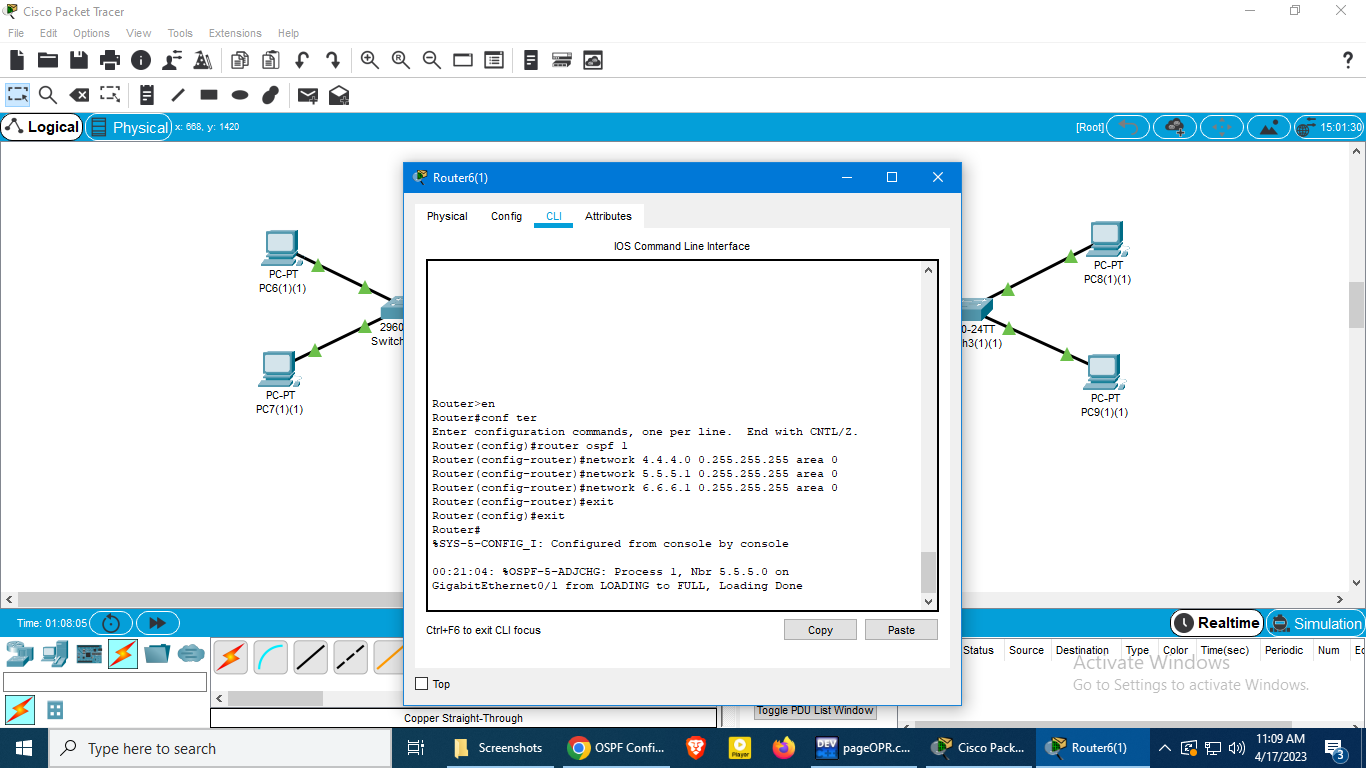 Cisco Packet Tracer
File Edit Options View Tools Extensions Help
Logical Physical x: 668, y: 1420 [Root] 15:01:30
PC-PT
PC6(1)(1)
PC-PT
PC7(1)(1)
2960
Switch
Router6(1)
Physical Config CLI Attributes
IOS Command Line Interface
Router>en
Router#conf ter
Enter configuration commands, one per line.  End with CNTL/Z.
Router(config)#router ospf 1
Router(config-router)#network 4.4.4.0 0.255.255.255 area 0
Router(config-router)#network 5.5.5.1 0.255.255.255 area 0
Router(config-router)#network 6.6.6.1 0.255.255.255 area 0
Router(config-router)#exit
Router(config)#exit
Router#
%SYS-5-CONFIG_I: Configured from console by console
00:21:04: %OSPF-5-ADJCHG: Process 1, Nbr 5.5.5.0 on
GigabitEthernet0/1 from LOADING to FULL, Loading Done
Ctrl+F6 to exit CLI focus Copy Paste
Top
PC-PT
PC8(1)(1)
0-24TT
h3(1)(1)
PC-PT
PC9(1)(1)
Time: 01:08:05 Realtime Simulation
Status Source Destination Type Color Time(sec) Periodic Num Ec
Activate Windows
Go to Settings to activate Windows.
Toggle PDU List Window
Copper Straight-Through
Type here to search Screenshots OSPF Confi... Player DEV pageOPR.c... Cisco Pack... Router6(1) 11:09 AM
4/17/2023 3